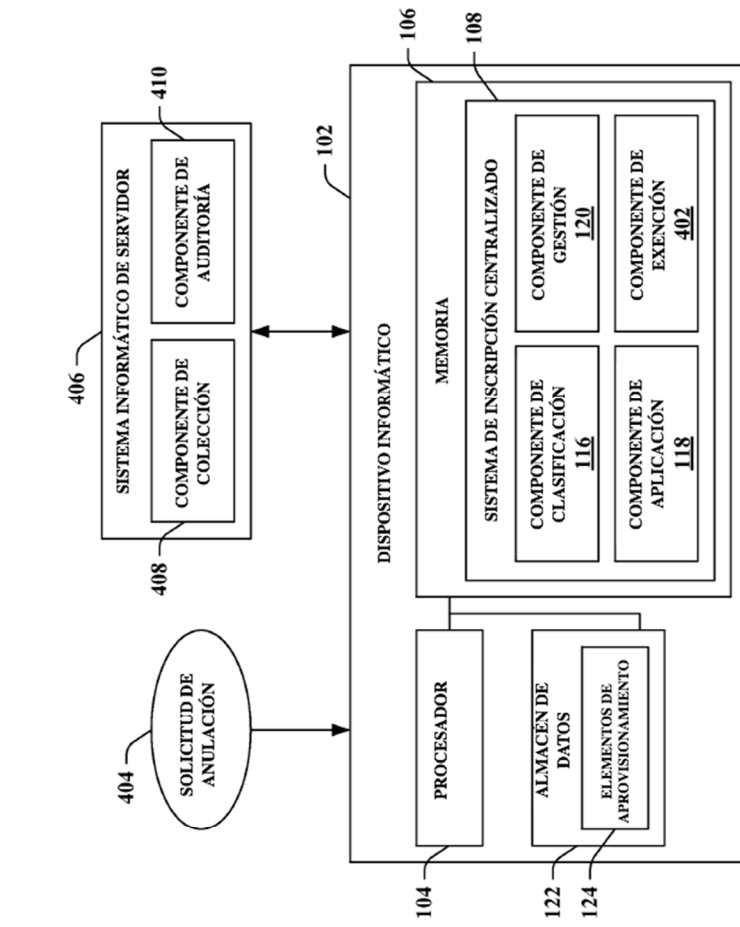 406
SISTEMA INFORMÁTICO DE SERVIDOR
408
COMPONENTE DE
COLECCIÓN
410
COMPONENTE DE
AUDITORÍA
404
SOLICITUD DE
ANULACIÓN
102
DISPOSITIVO INFORMÁTICO
104
PROCESADOR
122
ALMACÉN DE
DATOS
124
ELEMENTOS DE
APROVISIONAMIENTO
106
MEMORIA
108
SISTEMA DE INSCRIPCIÓN CENTRALIZADO
COMPONENTE DE
CLASIFICACIÓN
116
COMPONENTE DE
GESTIÓN
120
COMPONENTE DE
APLICACIÓN
118
COMPONENTE DE
EXENCIÓN
402